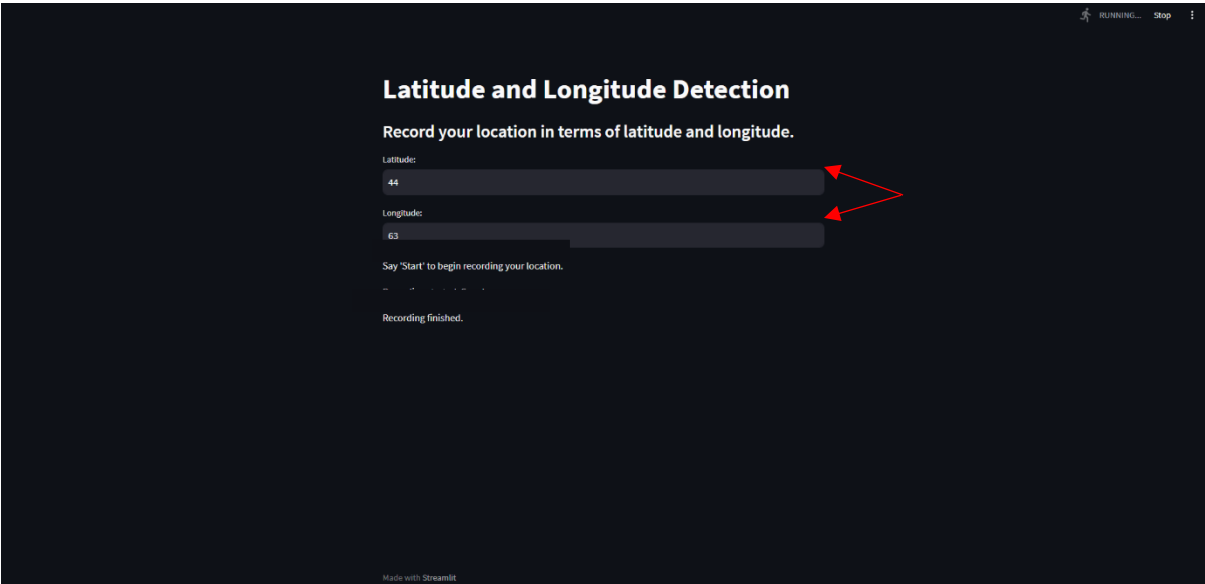 RUNNING... Stop
Latitude and Longitude Detection
Record your location in terms of latitude and longitude.
Latitude:
44
Longitude:
63
Say 'Start' to begin recording your location.
Recording finished.
Made with Streamlit